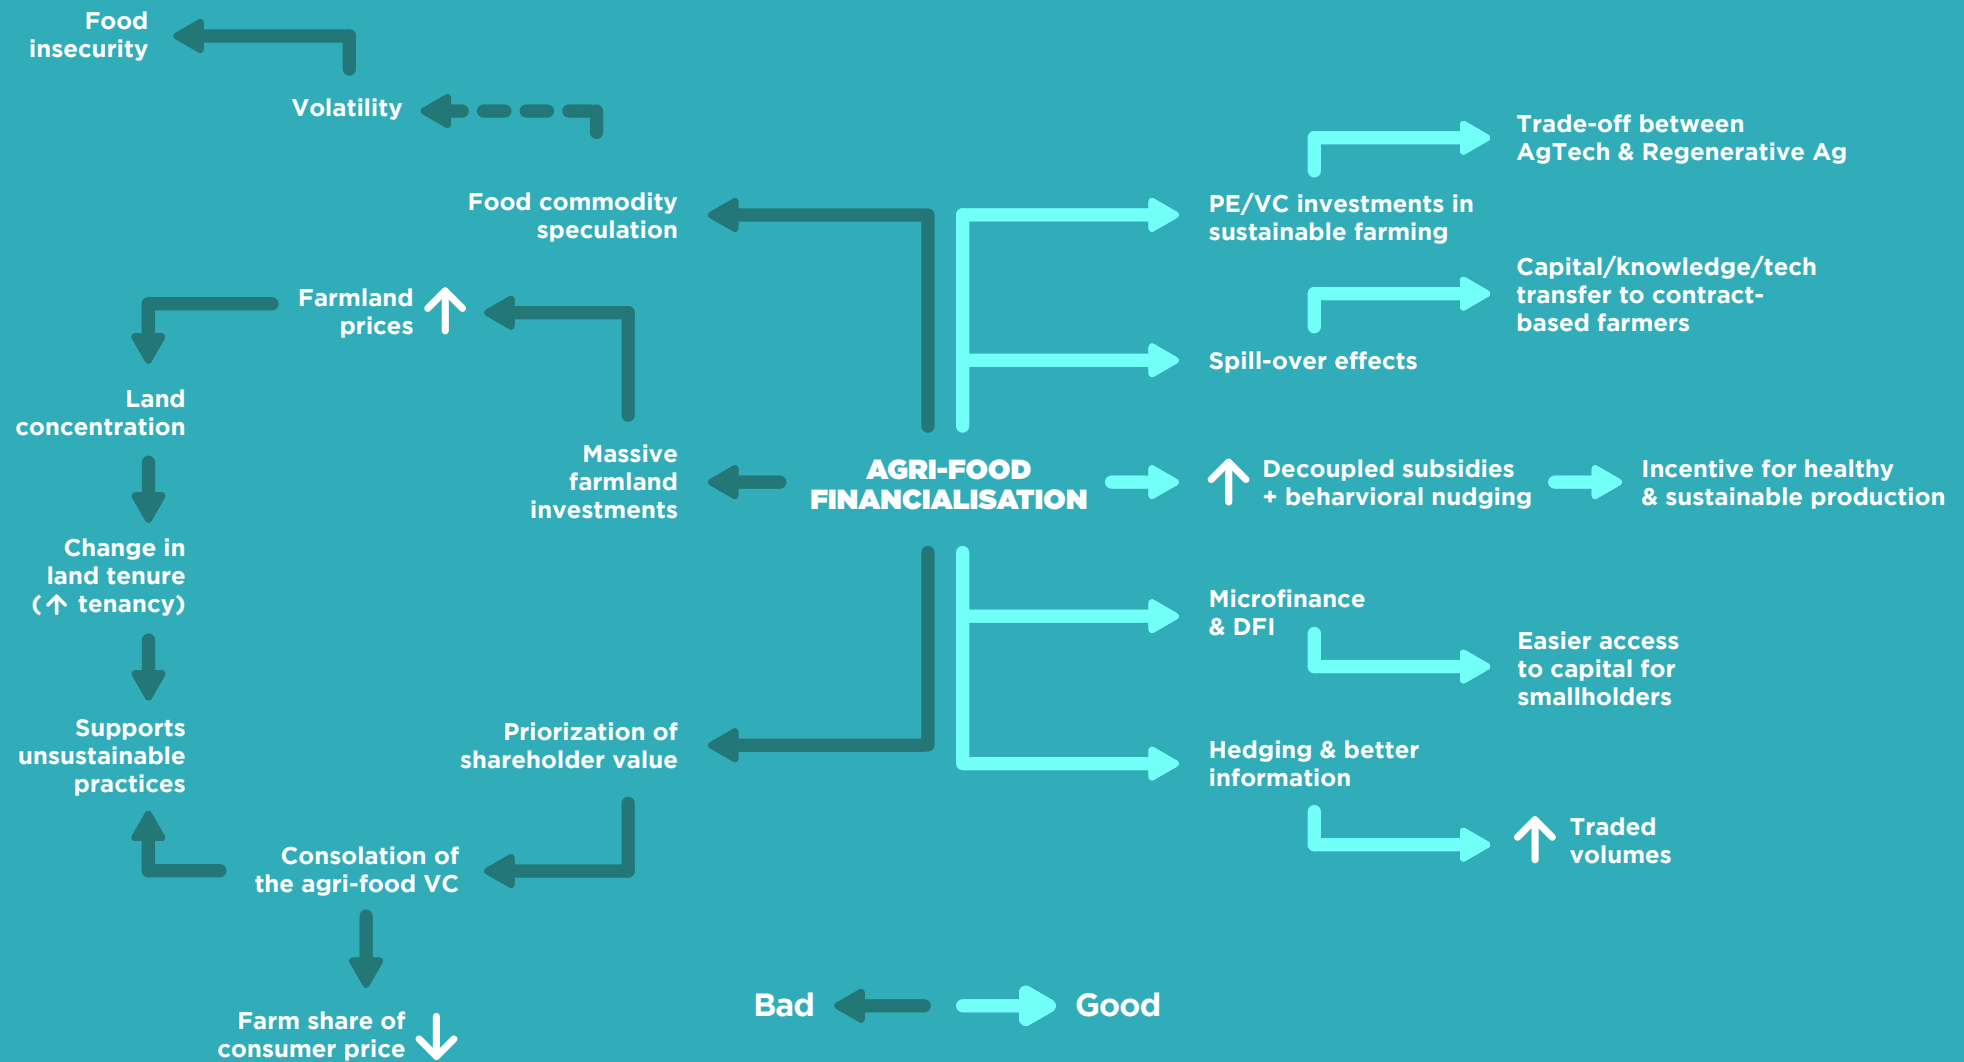 Food
insecurity
Volatility
Food commodity
speculation
Farmland
prices
Land
concentration
Massive
farmland
investments
Change in
land tenure
(↑ tenancy)
Supports
unsustainable
practices
Priorization of
shareholder value
Consolation of
the agri-food VC
Farm share of
consumer price
AGRI-FOOD
FINANCIALISATION
Trade-off between
AgTech & Regenerative Ag
PE/VC investments in
sustainable farming
Capital/knowledge/tech
transfer to contract-
based farmers
Spill-over effects
Decoupled subsidies
+ beharvioral nudging
Incentive for healthy
& sustainable production
Microfinance
& DFI
Easier access
to capital for
smallholders
Hedging & better
information
Traded
volumes
Bad
Good